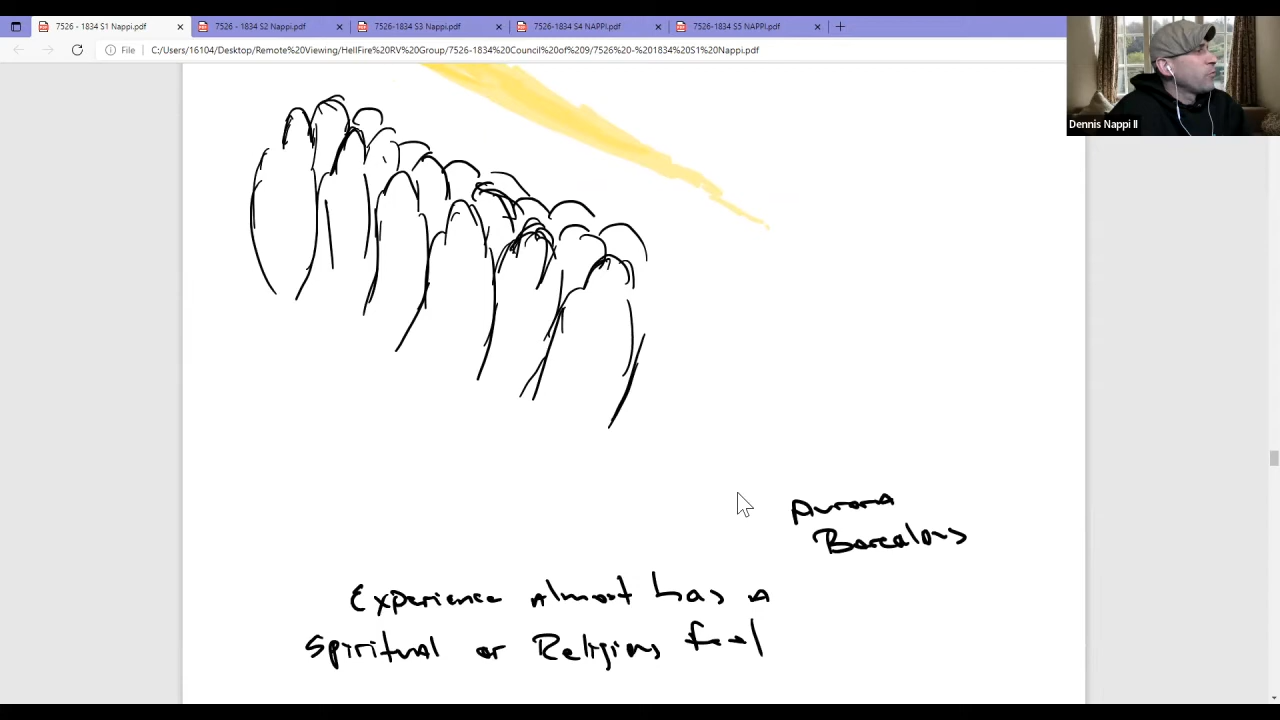 7526 - 1834 S1 Nappi.pdf
7526 - 1834 S2 Nappi.pdf
7526-1834 S3 Nappi.pdf
7526-1834 S4 NAPPI.pdf
7526-1834 S5 NAPPI.pdf
File
C:/Users/16104/Desktop/Remote%20Viewing/HellFire%20RV%20Group/7526-1834%20Council%20of%209/7526%20-%201834%20S1%20Nappi.pdf
Dennis Nappi II
Aurora
Experience Almost has a
Spiritual or Religious feel